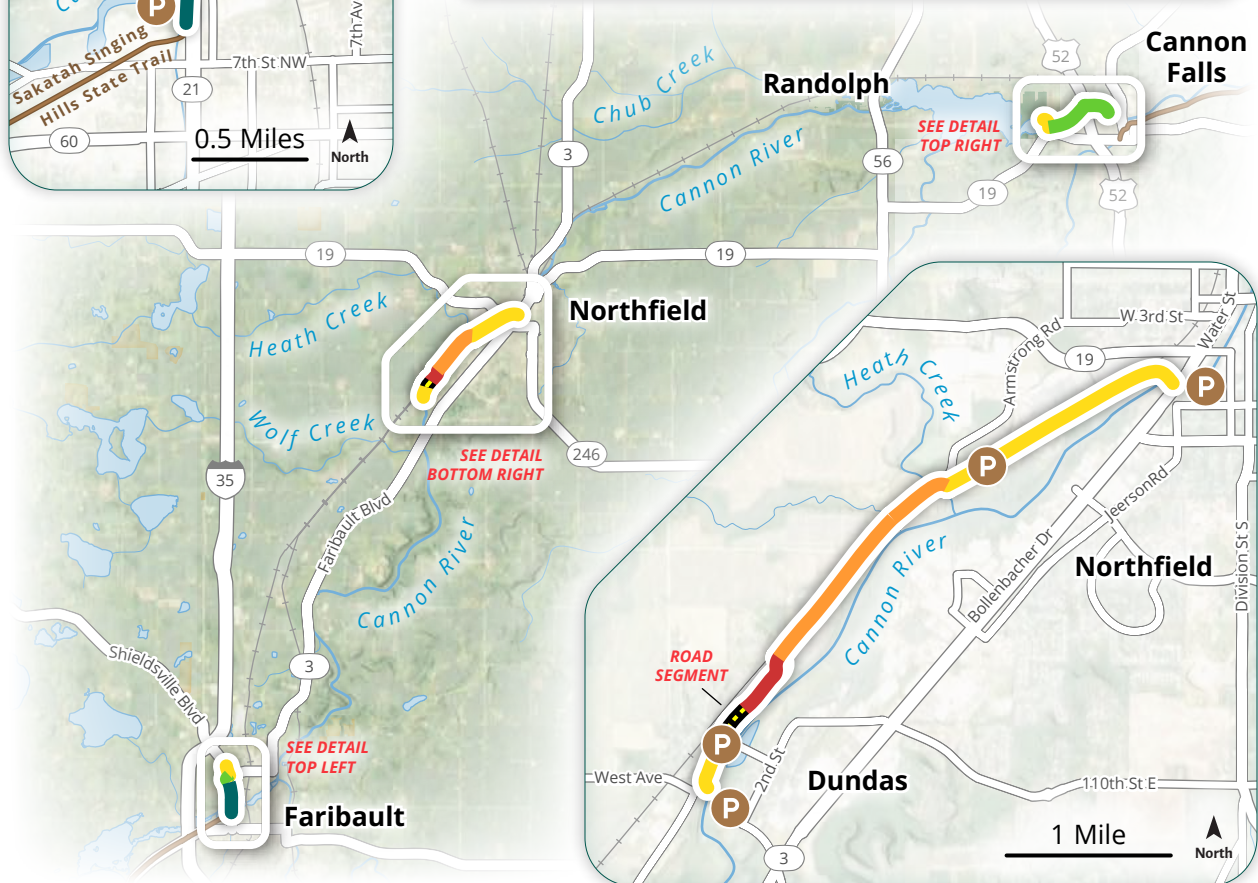 P
Sakatah Singing
Hills State Trail
7th St NW
7th Av
21
60
0.5 Miles
North
Chub Creek
Randolph
52
Cannon
Falls
SEE DETAIL
TOP RIGHT
3
56
Cannon River
19
52
19
19
Heath Creek
Northfield
Wolf Creek
SEE DETAIL
BOTTOM RIGHT
246
35
Faribault Blvd
Cannon River
3
Shieldsville Blvd
SEE DETAIL
TOP LEFT
Faribault
W 3rd St
Water St
Armstrong Rd
19
Heath Creek
P
P
JeersonRd
Cannon River
Bollenbacher Dr
Northfield
Division St S
ROAD
SEGMENT
P
West Ave
2nd St
Dundas
110th St E
P
1 Mile
North
3